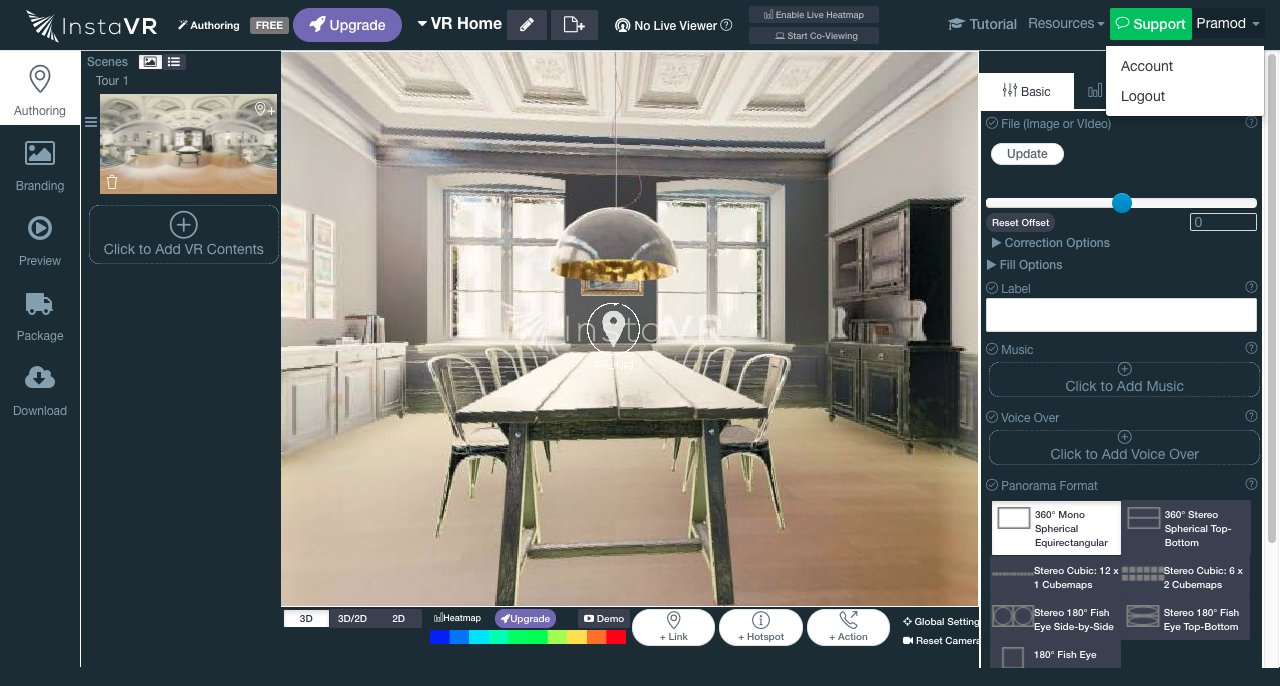 InstaVR
Authoring
FREE
Upgrade
VR Home
No Live Viewer
Enable Live Heatmap
Start Co-Viewing
Tutorial
Resources
Support
Pramod
Account
Logout
Authoring
Branding
Preview
Package
Download
Scenes
Tour 1
Click to Add VR Contents
InstaVR
3D
3D/2D
2D
Heatmap
Upgrade
Demo
+ Link
+ Hotspot
+ Action
Global Setting
Reset Camera
Basic
File (Image or VIdeo)
Update
Reset Offset
0
Correction Options
Fill Options
Label
Music
Click to Add Music
Voice Over
Click to Add Voice Over
Panorama Format
360° Mono
Spherical
Equirectangular
360° Stereo
Spherical Top-
Bottom
Stereo Cubic: 12 x
1 Cubemaps
Stereo Cubic: 6 x
2 Cubemaps
Stereo 180° Fish
Eye Side-by-Side
Stereo 180° Fish
Eye Top-Bottom
180° Fish Eye